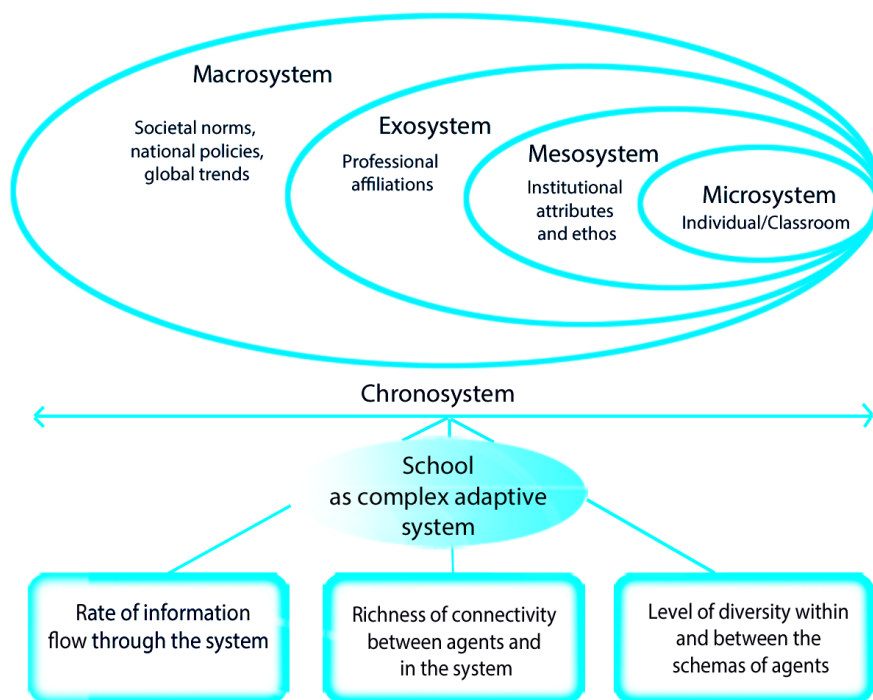 Macrosystem
Societal norms,
national policies,
global trends
Exosystem
Professional
affiliations
Mesosystem
Institutional
attributes
and ethos
Microsystem
Individual/Classroom
Chronosystem
School
as complex adaptive
system
Rate of information
flow through the system
Richness of connectivity
between agents and
in the system
Level of diversity within
and between the
schemas of agents